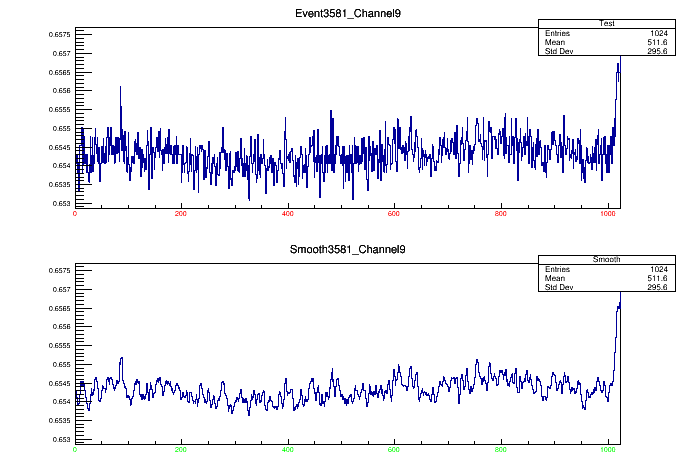 Event3581_Channel9
Test
Entries 1024
Mean 511.6
Std Dev 295.6
0.6575
0.657
0.6565
0.656
0.6555
0.655
0.6545
0.654
0.6535
0.653
0 200 400 600 800 1000
Smooth3581_Channel9
Smooth
Entries 1024
Mean 511.6
Std Dev 295.6
0.6575
0.657
0.6565
0.656
0.6555
0.655
0.6545
0.654
0.6535
0.653
0 200 400 600 800 1000